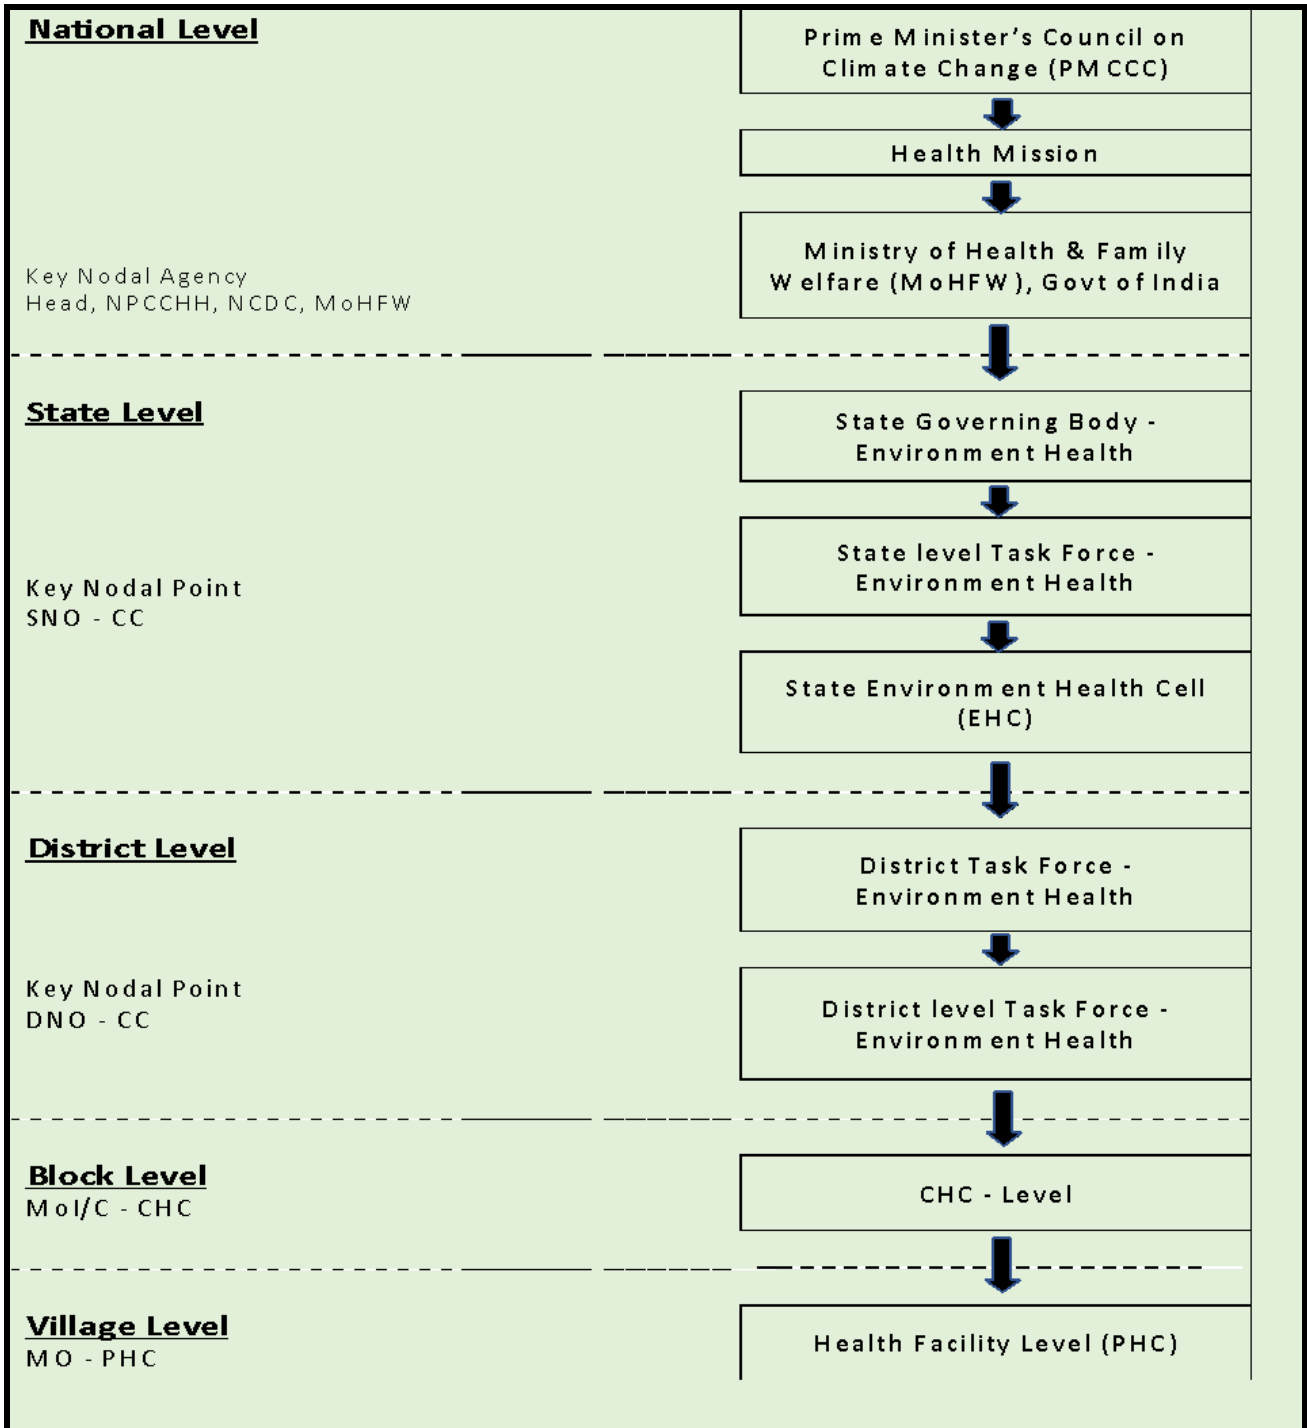 National Level
Prime Minister’s Council on
Climate Change (PMCCC)
Health Mission
Ministry of Health & Family
Welfare (MoHFW), Govt of India
Key Nodal Agency
Head, NPCCHH, NCDC, MoHFW
State Level
State Governing Body -
Environment Health
State level Task Force -
Environment Health
Key Nodal Point
SNO - CC
State Environment Health Cell
(EHC)
District Level
District Task Force -
Environment Health
Key Nodal Point
DNO - CC
District level Task Force -
Environment Health
Block Level
MoI/C - CHC
CHC - Level
Village Level
MO - PHC
Health Facility Level (PHC)